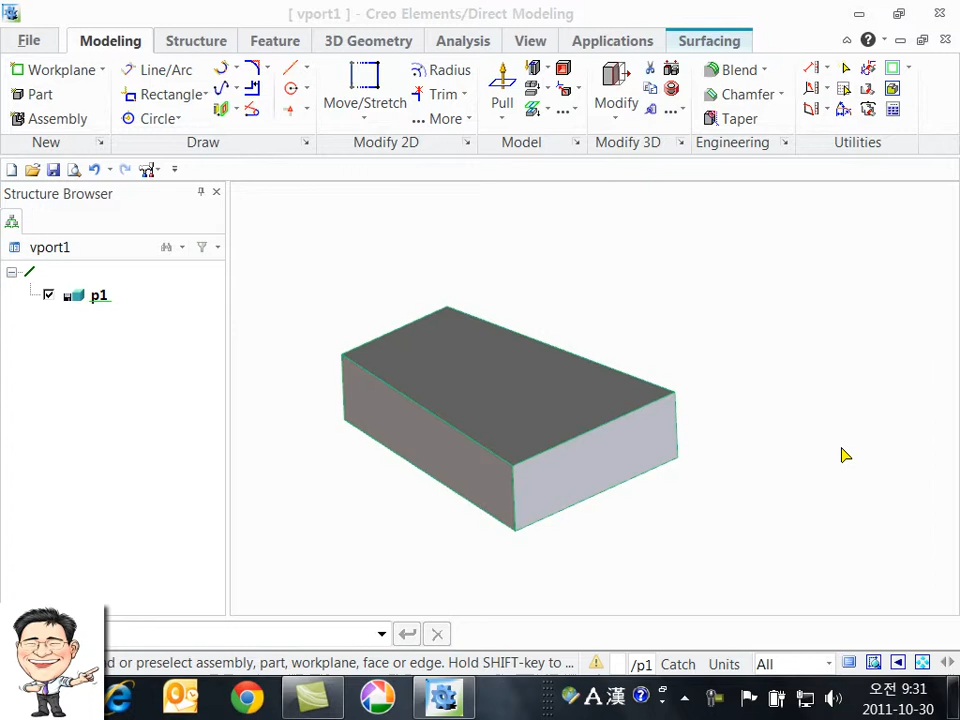 [ vport1 ] - Creo Elements/Direct Modeling
File Modeling Structure Feature 3D Geometry Analysis View Applications Surfacing
Workplane Line/Arc Radius Blend
Part Rectangle Move/Stretch Trim Pull Modify Chamfer
Assembly Circle ... More ... ... Taper
New Draw Modify 2D Model Modify 3D Engineering Utilities
Structure Browser
vport1
p1
d or preselect assembly, part, workplane, face or edge. Hold SHIFT-key to ... /p1 Catch Units All
A 漢 오전 9:31
2011-10-30